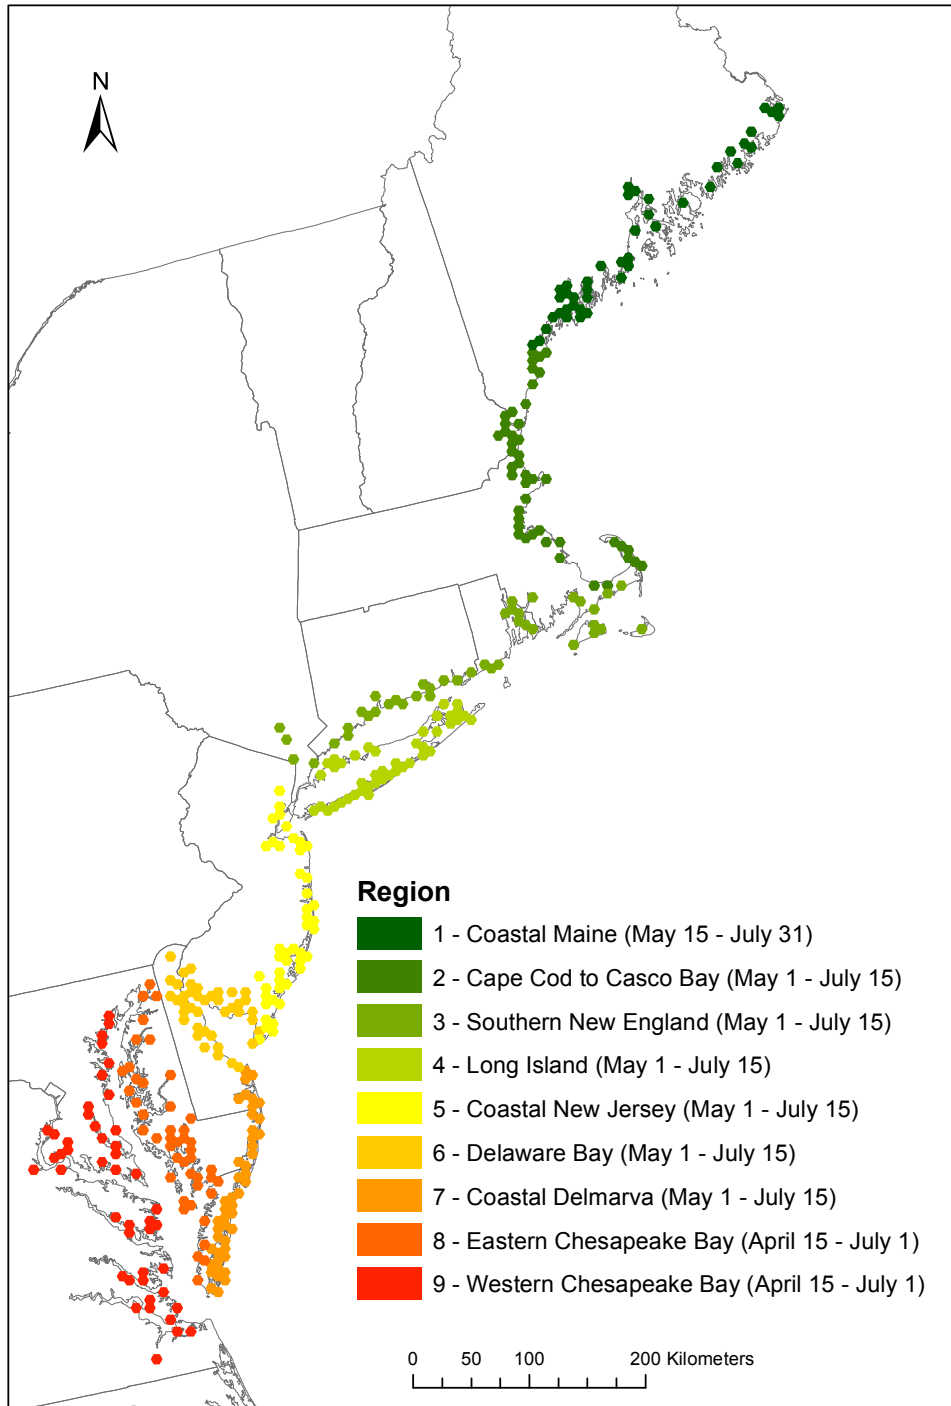 N
Region
1 - Coastal Maine (May 15 - July 31)
2 - Cape Cod to Casco Bay (May 1 - July 15)
3 - Southern New England (May 1 - July 15)
4 - Long Island (May 1 - July 15)
5 - Coastal New Jersey (May 1 - July 15)
6 - Delaware Bay (May 1 - July 15)
7 - Coastal Delmarva (May 1 - July 15)
8 - Eastern Chesapeake Bay (April 15 - July 1)
9 - Western Chesapeake Bay (April 15 - July 1)
0 50 100 200 Kilometers